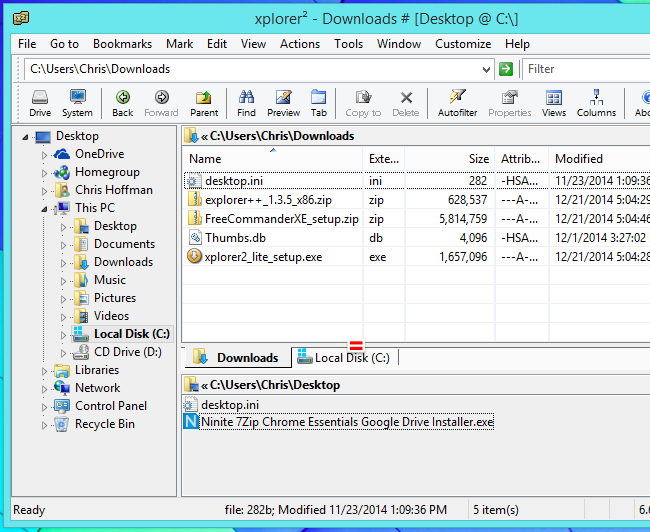 xplorer² - Downloads # [Desktop @ C:\]
File Go to Bookmarks Mark Edit View Actions Tools Window Customize Help
C:\Users\Chris\Downloads Filter
Drive System Back Forward Parent Find Preview Tab Copy to Delete Autofilter Properties Views Columns Abo
Desktop
OneDrive
Homegroup
Chris Hoffman
This PC
Desktop
Documents
Downloads
Music
Pictures
Videos
Local Disk (C:)
CD Drive (D:)
Libraries
Network
Control Panel
Recycle Bin
« C:\Users\Chris\Downloads
Name Exte... Size Attrib... Modified
desktop.ini ini 282 -HSA... 11/23/2014 1:09:36
explorer++_1.3.5_x86.zip zip 628,537 ---A-... 12/21/2014 5:04:29
FreeCommanderXE_setup.zip zip 5,814,759 ---A-... 12/21/2014 5:04:46
Thumbs.db db 4,096 -HSA... 12/1/2014 3:27:02
xplorer2_lite_setup.exe exe 1,657,096 ---A-... 12/21/2014 5:04:28
Downloads Local Disk (C:)
« C:\Users\Chris\Desktop
desktop.ini
Ninite 7Zip Chrome Essentials Google Drive Installer.exe
Ready file: 282b; Modified 11/23/2014 1:09:36 PM 5 item(s) 6.